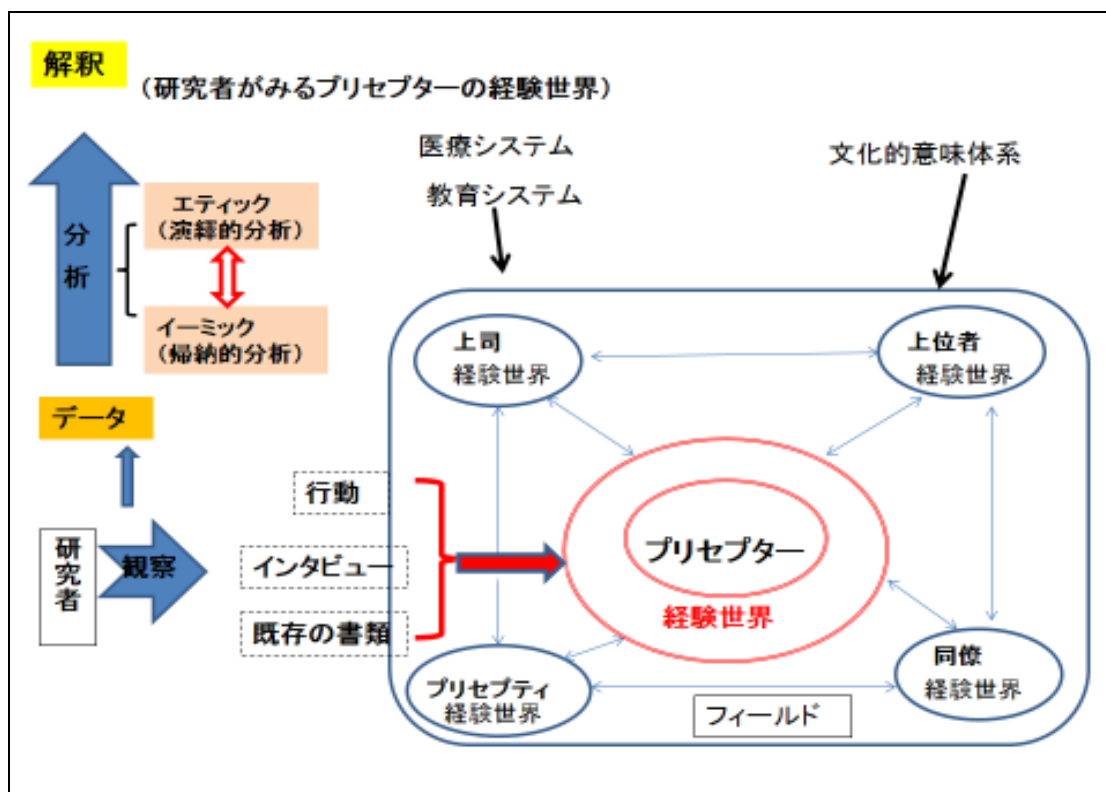 解釈
（研究者がみるプリセプターの経験世界）
医療システム
教育システム
文化的意味体系
分
析
エティック
（演繹的分析）
イーミック
（帰納的分析）
データ
研究者
観察
行動
インタビュー
既存の書類
上司
経験世界
上位者
経験世界
プリセプター
経験世界
プリセプティ
経験世界
同僚
経験世界
フィールド